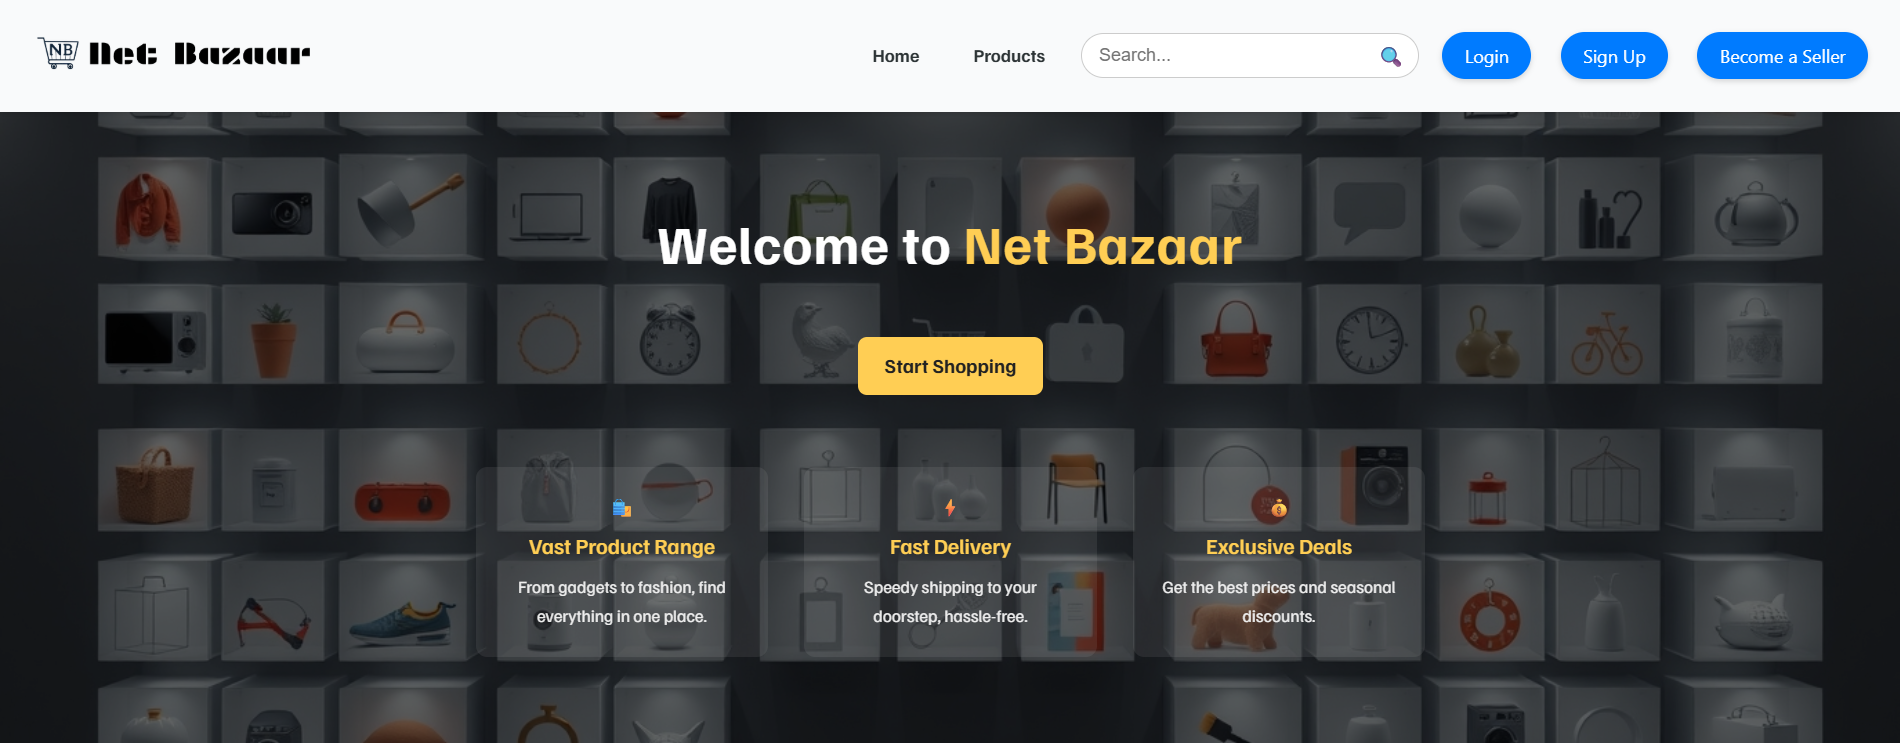 NB Net Bazaar
Home Products Search... Login Sign Up Become a Seller
Welcome to Net Bazaar
Start Shopping
Vast Product Range
From gadgets to fashion, find
everything in one place.
Fast Delivery
Speedy shipping to your
doorstep, hassle-free.
Exclusive Deals
Get the best prices and seasonal
discounts.